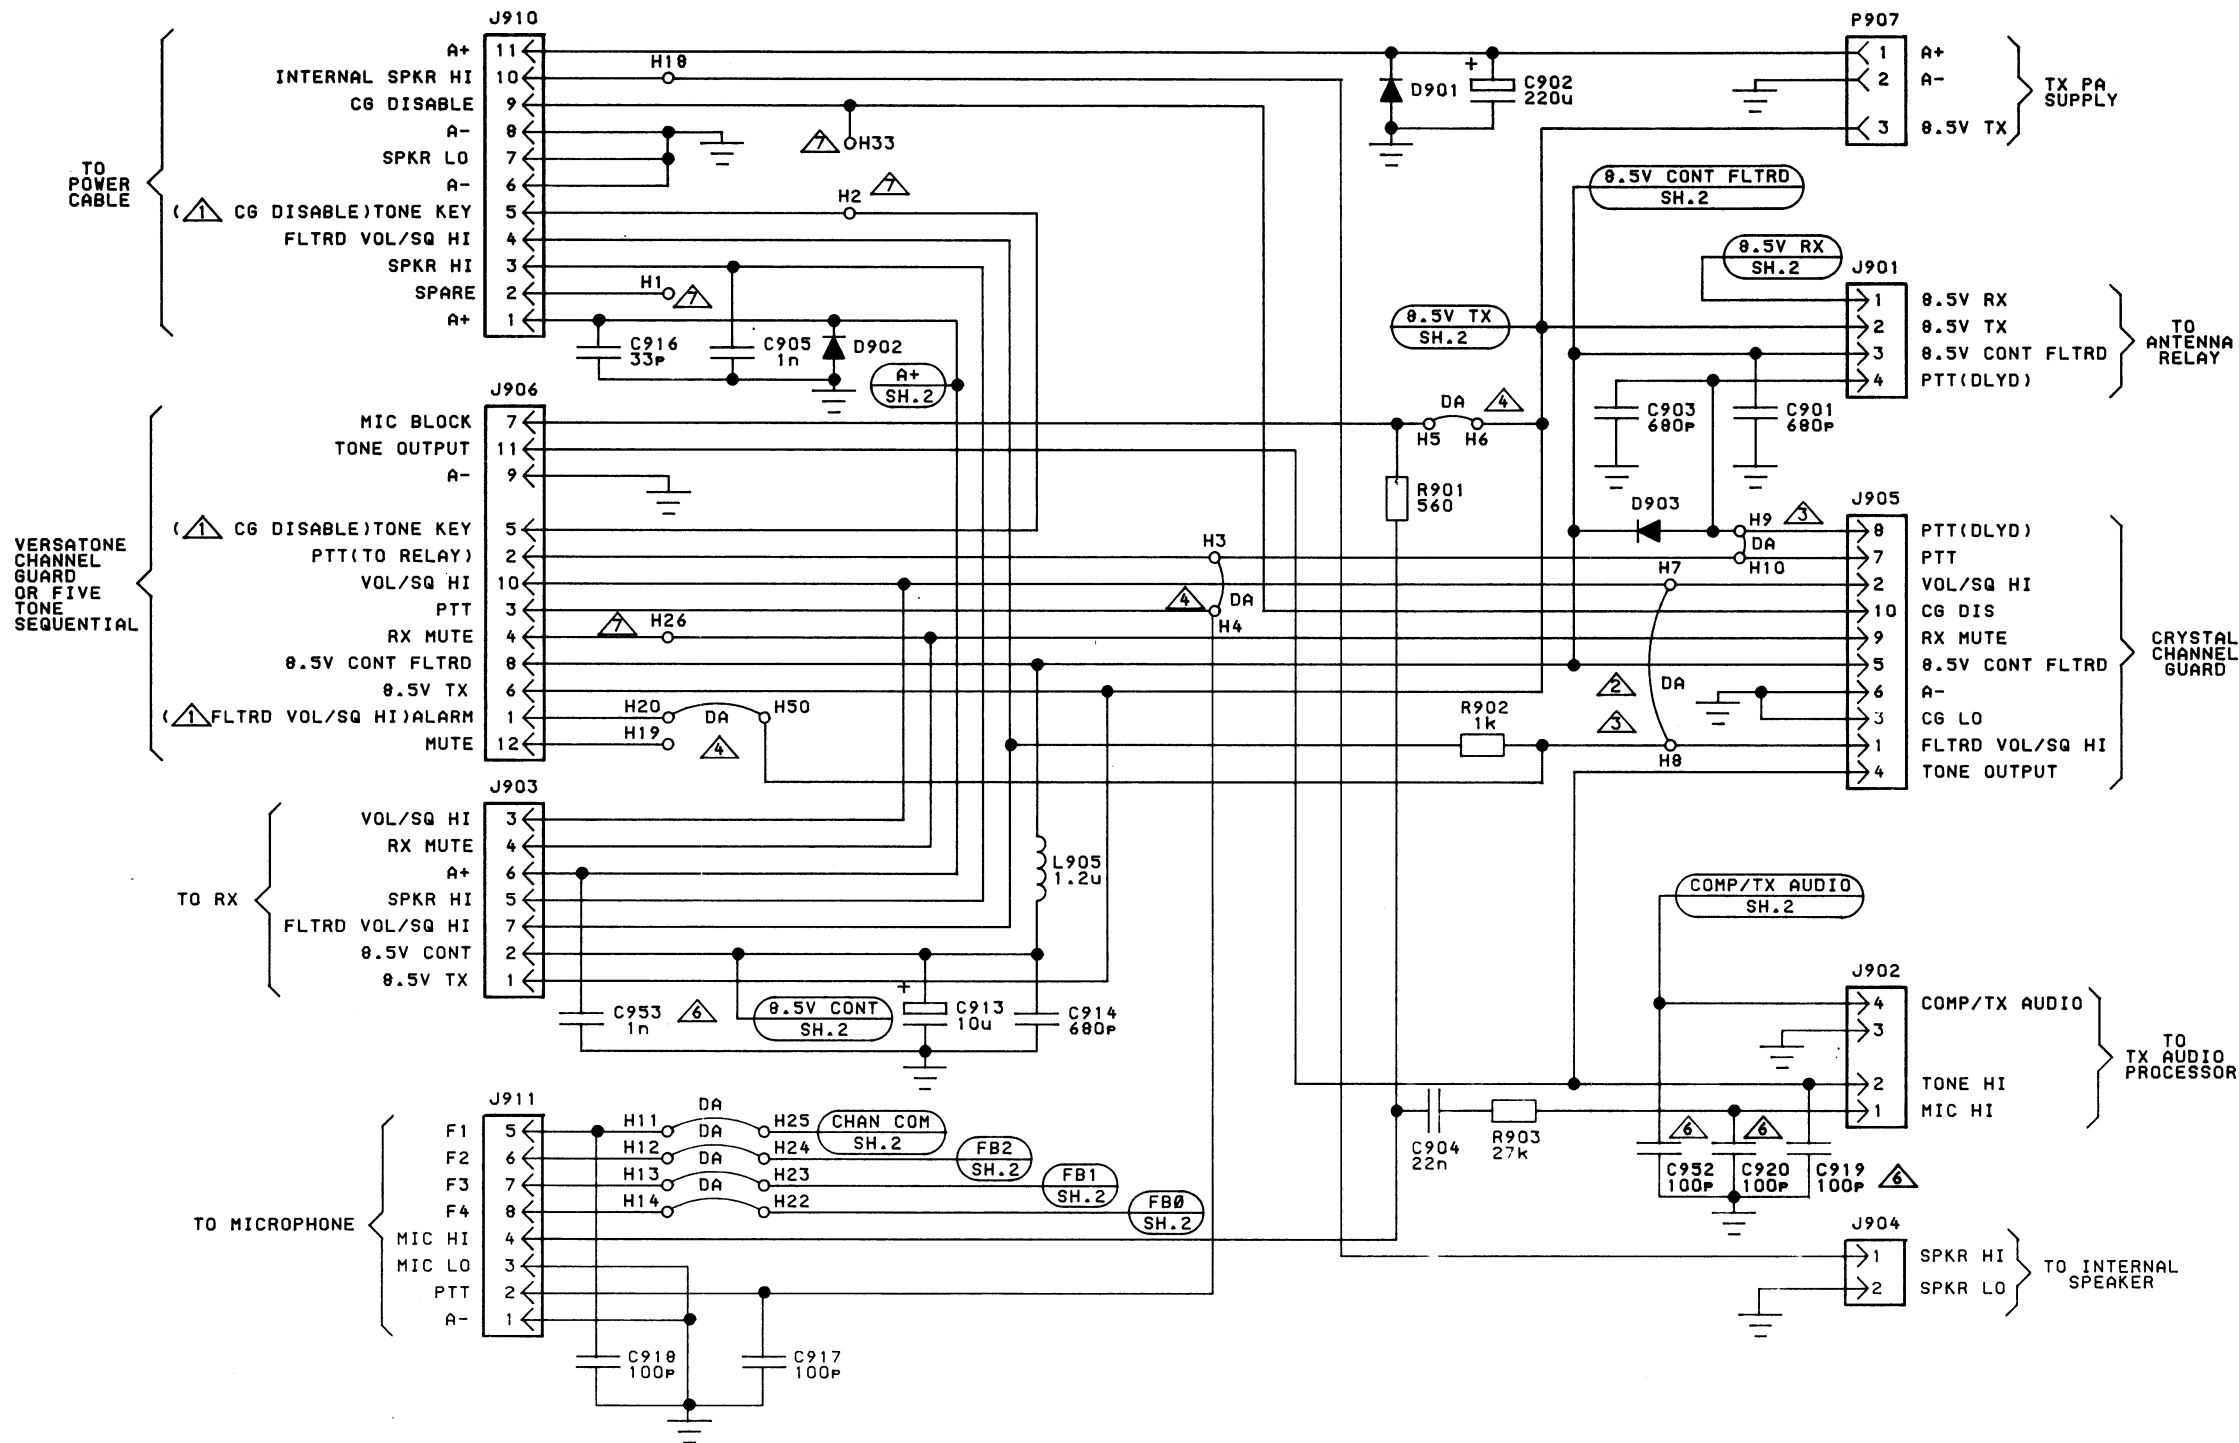 J910
TO
POWER
CABLE
A+ 11
INTERNAL SPKR HI 10
CG DISABLE 9
A- 8
SPKR LO 7
A- 6
(1 CG DISABLE)TONE KEY 5
FLTRD VOL/SQ HI 4
SPKR HI 3
SPARE 2
A+ 1
H18
7 H33
H2 7
H1 7
C916
33p
C905
1n
D902
A+
SH.2
D901
+
C902
220u
P907
1 A+
2 A-
3 8.5V TX
TX PA
SUPPLY
8.5V CONT FLTRD
SH.2
8.5V RX
SH.2
8.5V TX
SH.2
J901
1 8.5V RX
2 8.5V TX
3 8.5V CONT FLTRD
4 PTT(DLYD)
TO
ANTENNA
RELAY
C903
680p
C901
680p
J906
VERSATONE
CHANNEL
GUARD
OR FIVE
TONE
SEQUENTIAL
MIC BLOCK 7
TONE OUTPUT 11
A- 9
(1 CG DISABLE)TONE KEY 5
PTT(TO RELAY) 2
VOL/SQ HI 10
PTT 3
RX MUTE 4
8.5V CONT FLTRD 8
8.5V TX 6
(1 FLTRD VOL/SQ HI)ALARM 1
MUTE 12
7 H26
H20 DA H50
H19 4
DA 4
H5 H6
R901
560
H3
4 DA
H4
D903
H9 3
DA
H10
H7
2 DA
3
H8
R902
1k
J905
8 PTT(DLYD)
7 PTT
2 VOL/SQ HI
10 CG DIS
9 RX MUTE
5 8.5V CONT FLTRD
6 A-
3 CG LO
1 FLTRD VOL/SQ HI
4 TONE OUTPUT
CRYSTAL
CHANNEL
GUARD
J903
TO RX
VOL/SQ HI 3
RX MUTE 4
A+ 6
SPKR HI 5
FLTRD VOL/SQ HI 7
8.5V CONT 2
8.5V TX 1
L905
1.2u
C953
1n
6
8.5V CONT
SH.2
+
C913
10u
C914
680p
COMP/TX AUDIO
SH.2
J902
4 COMP/TX AUDIO
3
2 TONE HI
1 MIC HI
TO
TX AUDIO
PROCESSOR
C904
22n
R903
27k
6
C952
100p
6
C920
100p
C919
100p
6
J911
TO MICROPHONE
F1 5
F2 6
F3 7
F4 8
MIC HI 4
MIC LO 3
PTT 2
A- 1
H11 DA H25
H12 DA H24
H13 DA H23
H14 DA H22
CHAN COM
SH.2
FB2
SH.2
FB1
SH.2
FBØ
SH.2
C918
100p
C917
100p
J904
1 SPKR HI
2 SPKR LO
TO INTERNAL
SPEAKER